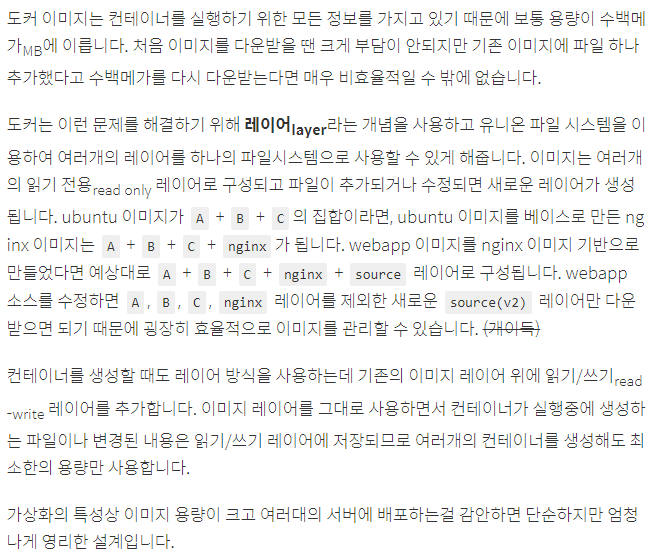 도커 이미지는 컨테이너를 실행하기 위한 모든 정보를 가지고 있기 때문에 보통 용량이 수백메
가MB에 이릅니다. 처음 이미지를 다운받을 땐 크게 부담이 안되지만 기존 이미지에 파일 하나
추가했다고 수백메가를 다시 다운받는다면 매우 비효율적일 수 밖에 없습니다.
도커는 이런 문제를 해결하기 위해 레이어layer라는 개념을 사용하고 유니온 파일 시스템을 이
용하여 여러개의 레이어를 하나의 파일시스템으로 사용할 수 있게 해줍니다. 이미지는 여러개
의 읽기 전용read only 레이어로 구성되고 파일이 추가되거나 수정되면 새로운 레이어가 생성
됩니다. ubuntu 이미지가 A + B + C 의 집합이라면, ubuntu 이미지를 베이스로 만든 ng
inx 이미지는 A + B + C + nginx 가 됩니다. webapp 이미지를 nginx 이미지 기반으로
만들었다면 예상대로 A + B + C + nginx + source 레이어로 구성됩니다. webapp
소스를 수정하면 A , B , C , nginx 레이어를 제외한 새로운 source(v2) 레이어만 다운
받으면 되기 때문에 굉장히 효율적으로 이미지를 관리할 수 있습니다. (개이득)
컨테이너를 생성할 때도 레이어 방식을 사용하는데 기존의 이미지 레이어 위에 읽기/쓰기read
-write 레이어를 추가합니다. 이미지 레이어를 그대로 사용하면서 컨테이너가 실행중에 생성하
는 파일이나 변경된 내용은 읽기/쓰기 레이어에 저장되므로 여러개의 컨테이너를 생성해도 최
소한의 용량만 사용합니다.
가상화의 특성상 이미지 용량이 크고 여러대의 서버에 배포하는걸 감안하면 단순하지만 엄청
나게 영리한 설계입니다.